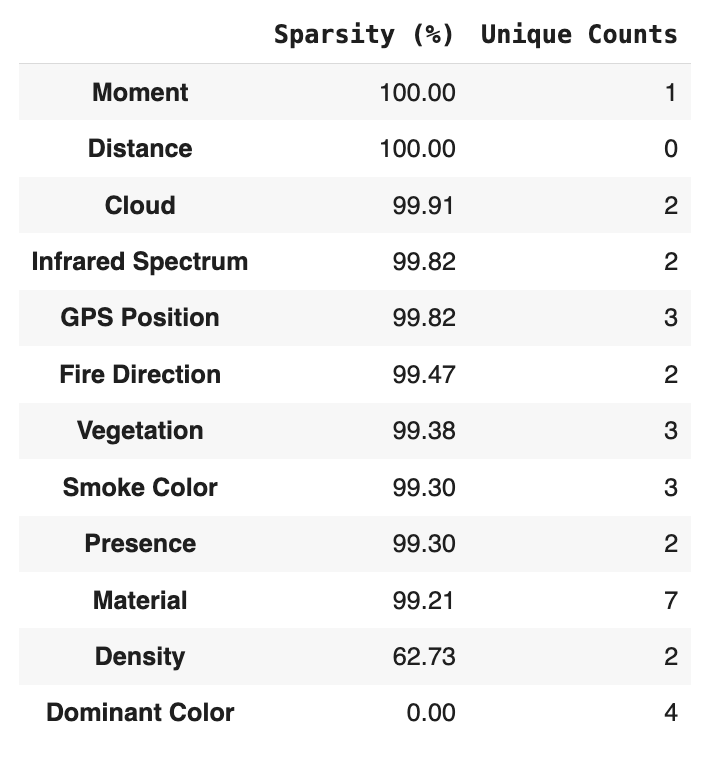 Sparsity (%) Unique Counts
Moment 100.00 1
Distance 100.00 0
Cloud 99.91 2
Infrared Spectrum 99.82 2
GPS Position 99.82 3
Fire Direction 99.47 2
Vegetation 99.38 3
Smoke Color 99.30 3
Presence 99.30 2
Material 99.21 7
Density 62.73 2
Dominant Color 0.00 4